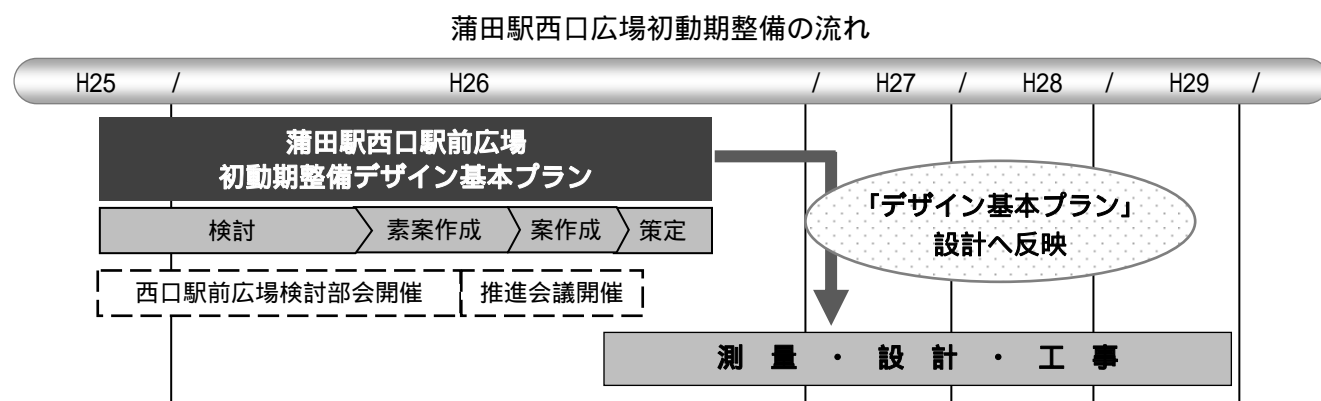 蒲田駅西口広場初動期整備の流れ
H25 / H26 / H27 / H28 / H29 /
蒲田駅西口駅前広場
初動期整備デザイン基本プラン
検討 素案作成 案作成 策定
「デザイン基本プラン」
設計へ反映
西口駅前広場検討部会開催 推進会議開催
測 量 ・ 設 計 ・ 工 事